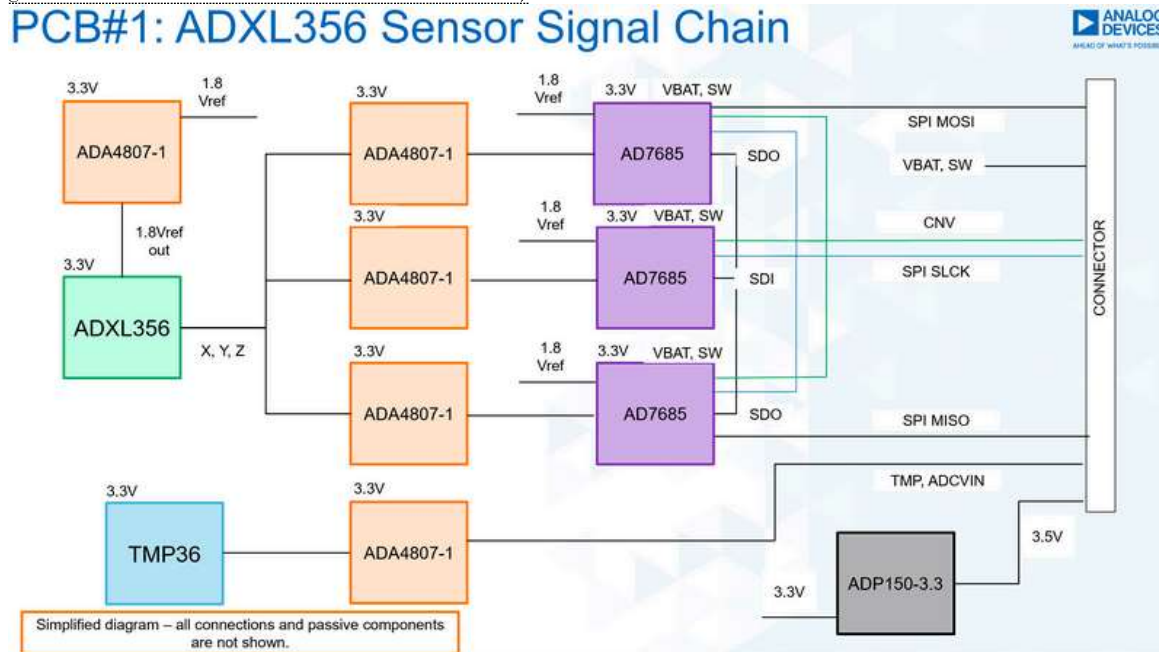 PCB#1: ADXL356 Sensor Signal Chain
ANALOG
DEVICES
AHEAD OF WHAT'S POSSIBLE
3.3V
1.8
Vref
ADA4807-1
1.8Vref
out
3.3V
ADXL356
X, Y, Z
3.3V
ADA4807-1
3.3V
ADA4807-1
3.3V
ADA4807-1
1.8
Vref
3.3V
VBAT, SW
AD7685
SDO
1.8
Vref
3.3V
VBAT, SW
AD7685
SDI
1.8
Vref
3.3V
VBAT, SW
AD7685
SDO
SPI MOSI
VBAT, SW
CNV
SPI SLCK
SPI MISO
TMP, ADCVIN
CONNECTOR
3.3V
TMP36
3.3V
ADA4807-1
3.3V
ADP150-3.3
3.5V
Simplified diagram – all connections and passive components
are not shown.